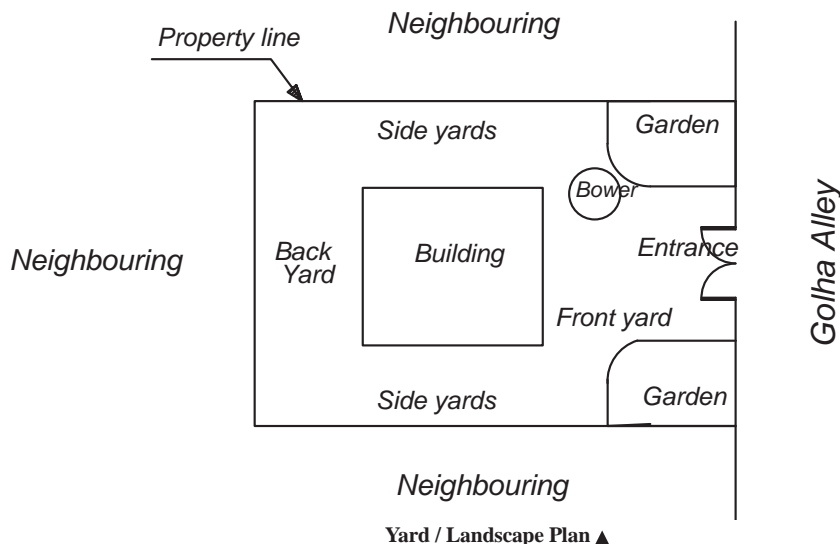 Neighbouring
Property line
Side yards
Garden
Bower
Neighbouring
Back
Yard
Building
Entrance
Golha Alley
Front yard
Side yards
Garden
Neighbouring
Yard / Landscape Plan ▲